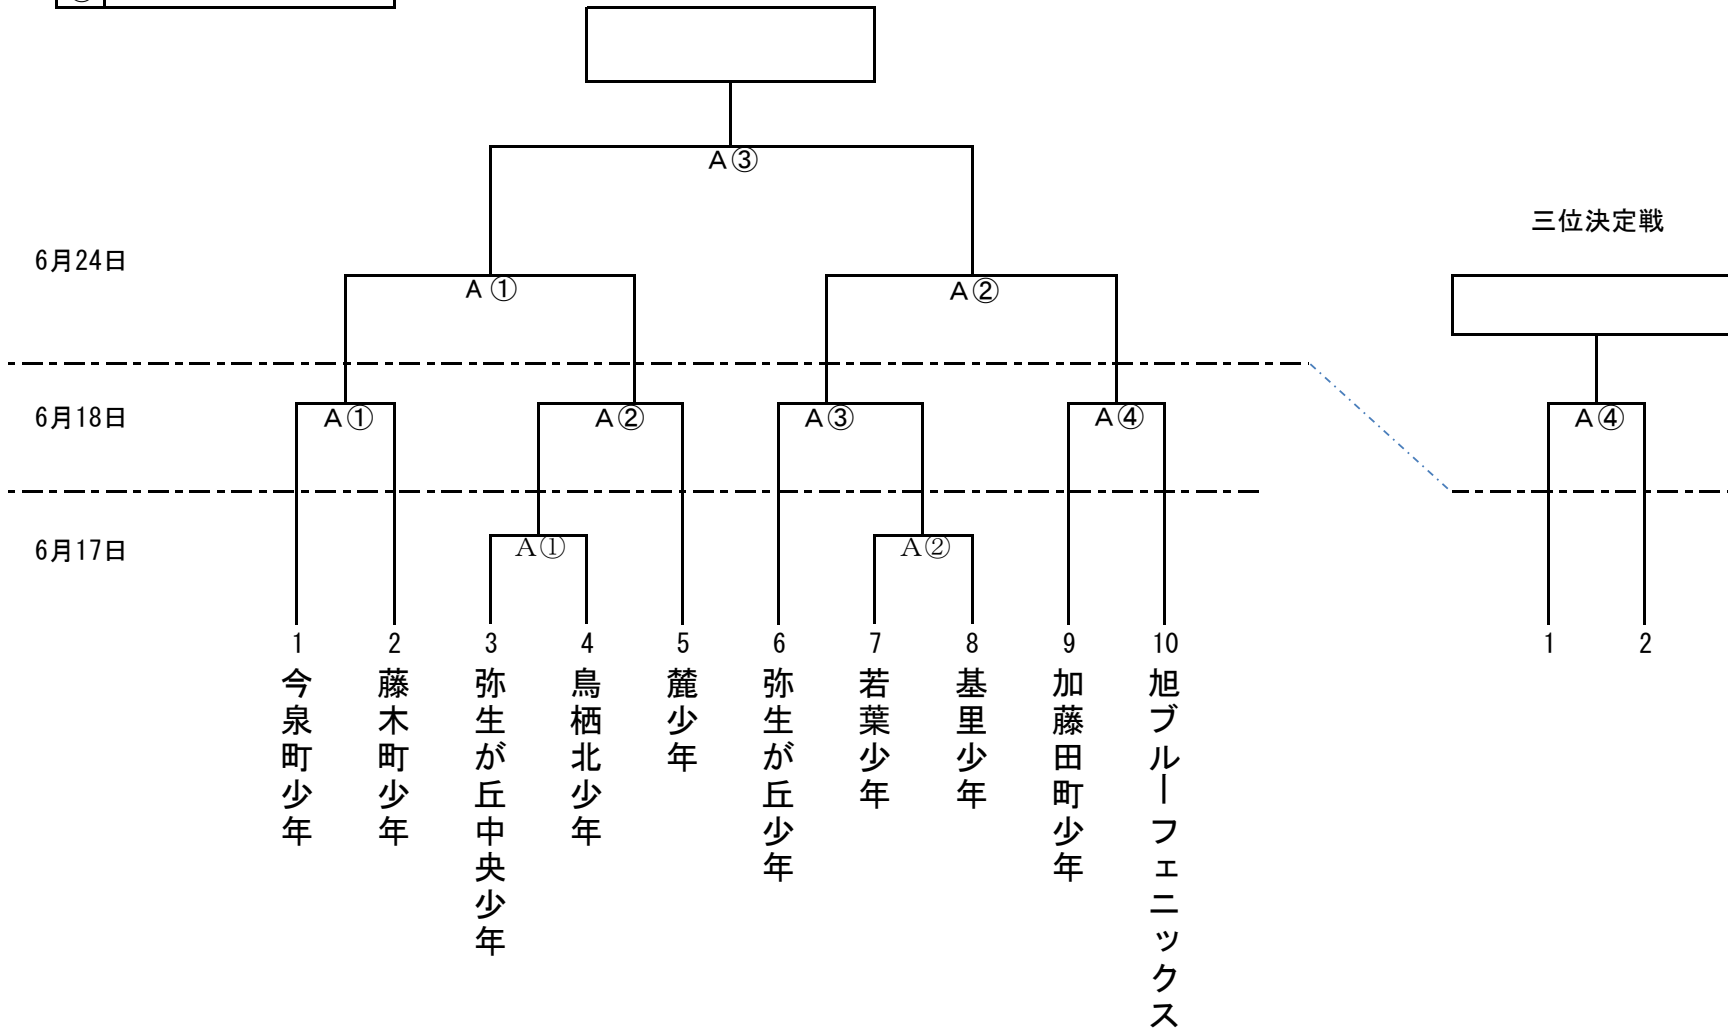 A③
三位決定戦
6月24日
A①
A②
6月18日
A①
A②
A③
A④
A④
6月17日
A①
A②
1
2
3
4
5
6
7
8
9
10
1
2
今泉町少年
藤木町少年
弥生が丘中央少年
鳥栖北少年
麓少年
弥生が丘少年
若葉少年
基里少年
加藤田町少年
旭ブルーフェニックス